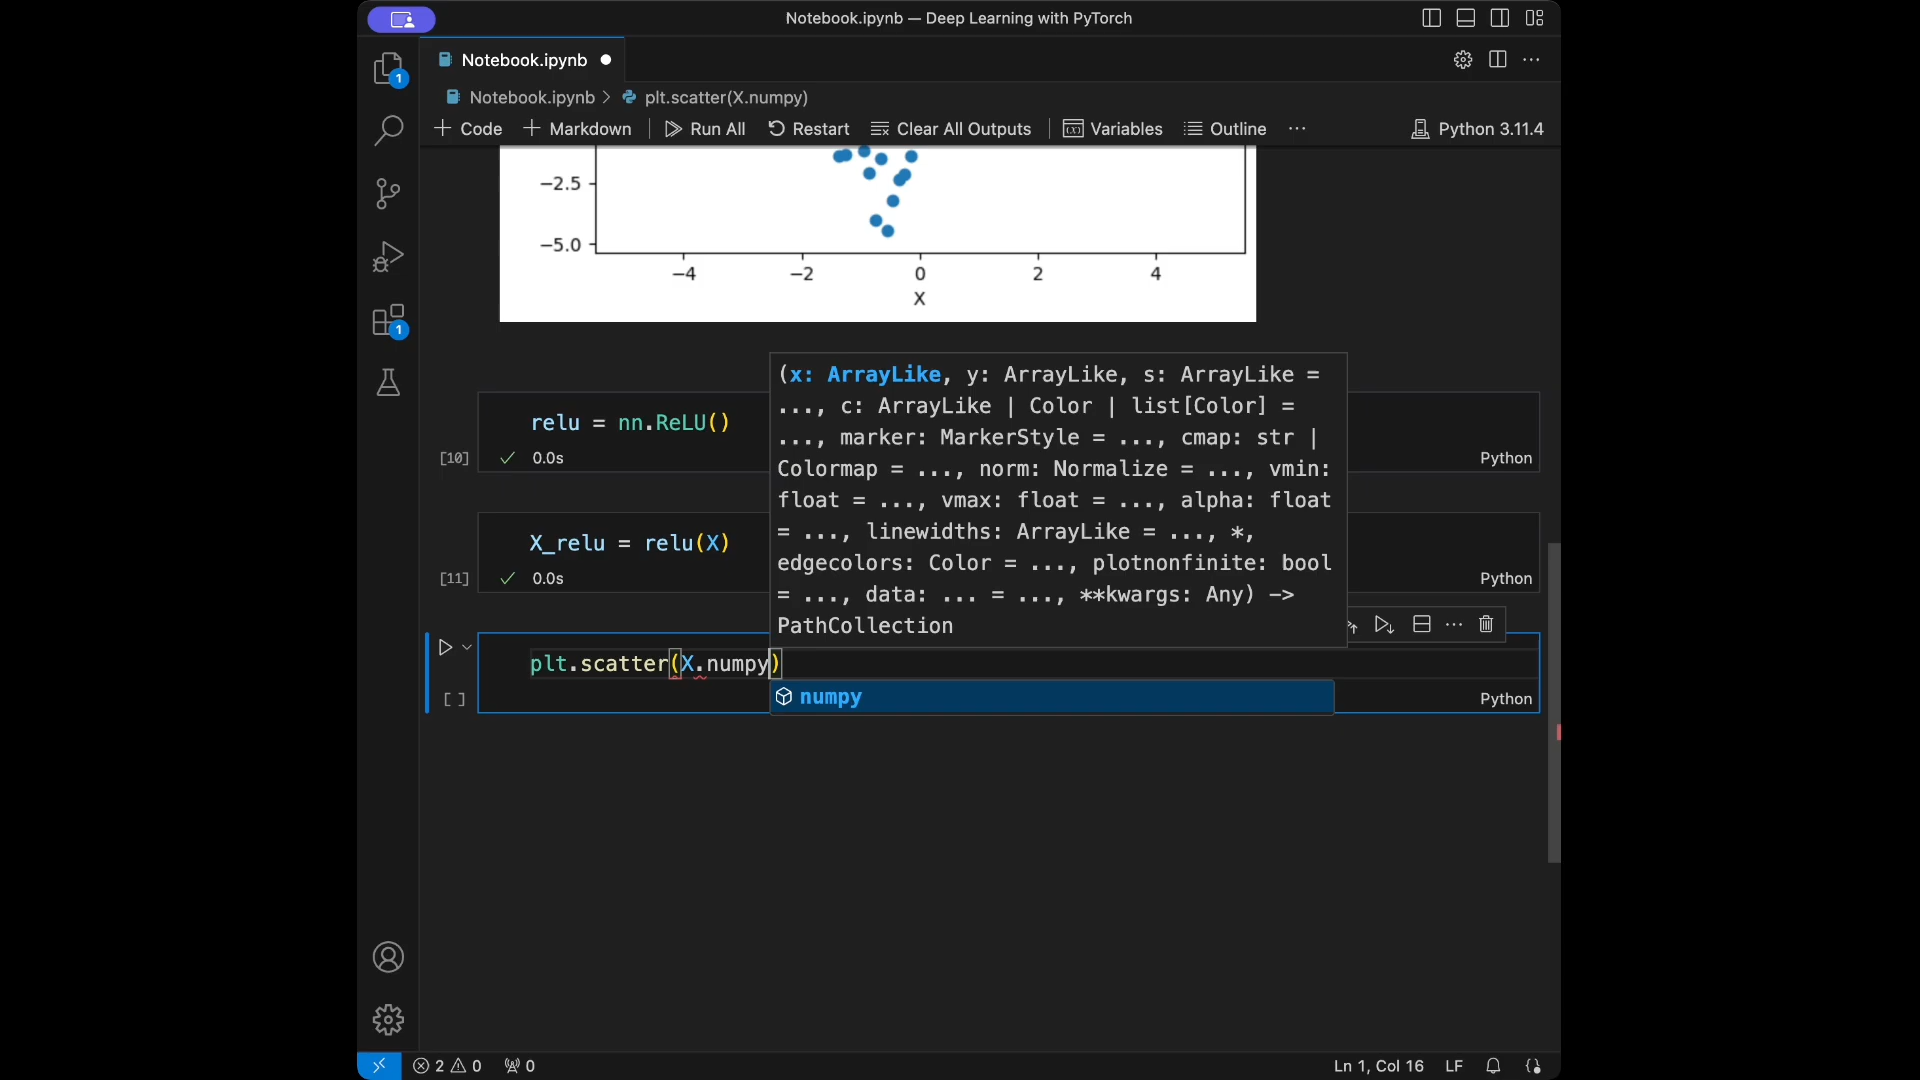 Notebook.ipynb — Deep Learning with PyTorch
Notebook.ipynb
Notebook.ipynb > plt.scatter(X.numpy)
Code Markdown Run All Restart Clear All Outputs Variables Outline ... Python 3.11.4
1
−2.5
−5.0
−4 −2 0 2 4
X
1
(x: ArrayLike, y: ArrayLike, s: ArrayLike =
..., c: ArrayLike | Color | list[Color] =
..., marker: MarkerStyle = ..., cmap: str |
Colormap = ..., norm: Normalize = ..., vmin:
float = ..., vmax: float = ..., alpha: float
= ..., linewidths: ArrayLike = ..., *,
edgecolors: Color = ..., plotnonfinite: bool
= ..., data: ... = ..., **kwargs: Any) ->
PathCollection
relu = nn.ReLU()
[10] 0.0s Python
X_relu = relu(X)
[11] 0.0s Python
plt.scatter(X.numpy)
numpy
[ ] Python
2 0 0 Ln 1, Col 16 LF